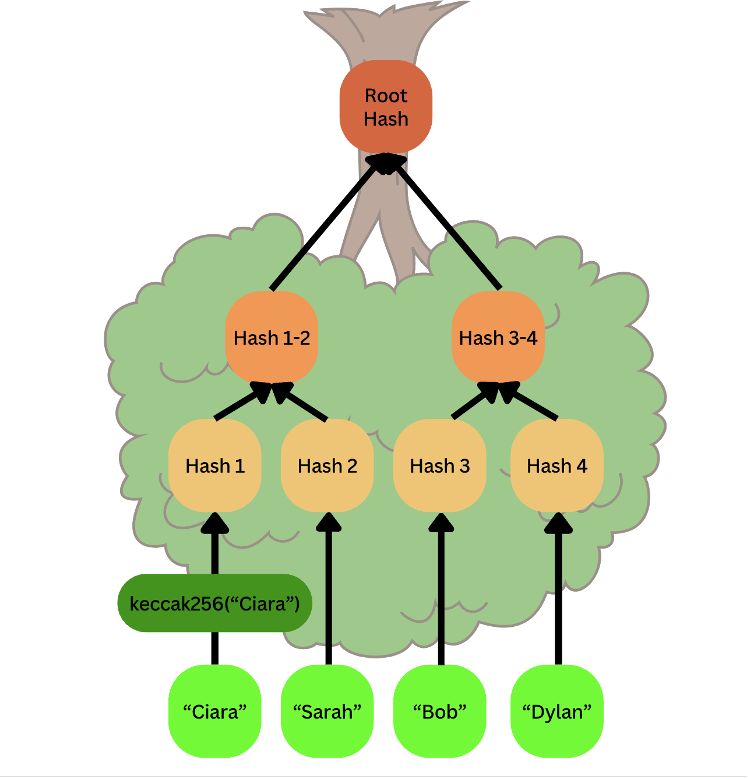 Root
Hash
Hash 1-2
Hash 3-4
Hash 1
Hash 2
Hash 3
Hash 4
keccak256(“Ciara”)
“Ciara”
“Sarah”
“Bob”
“Dylan”